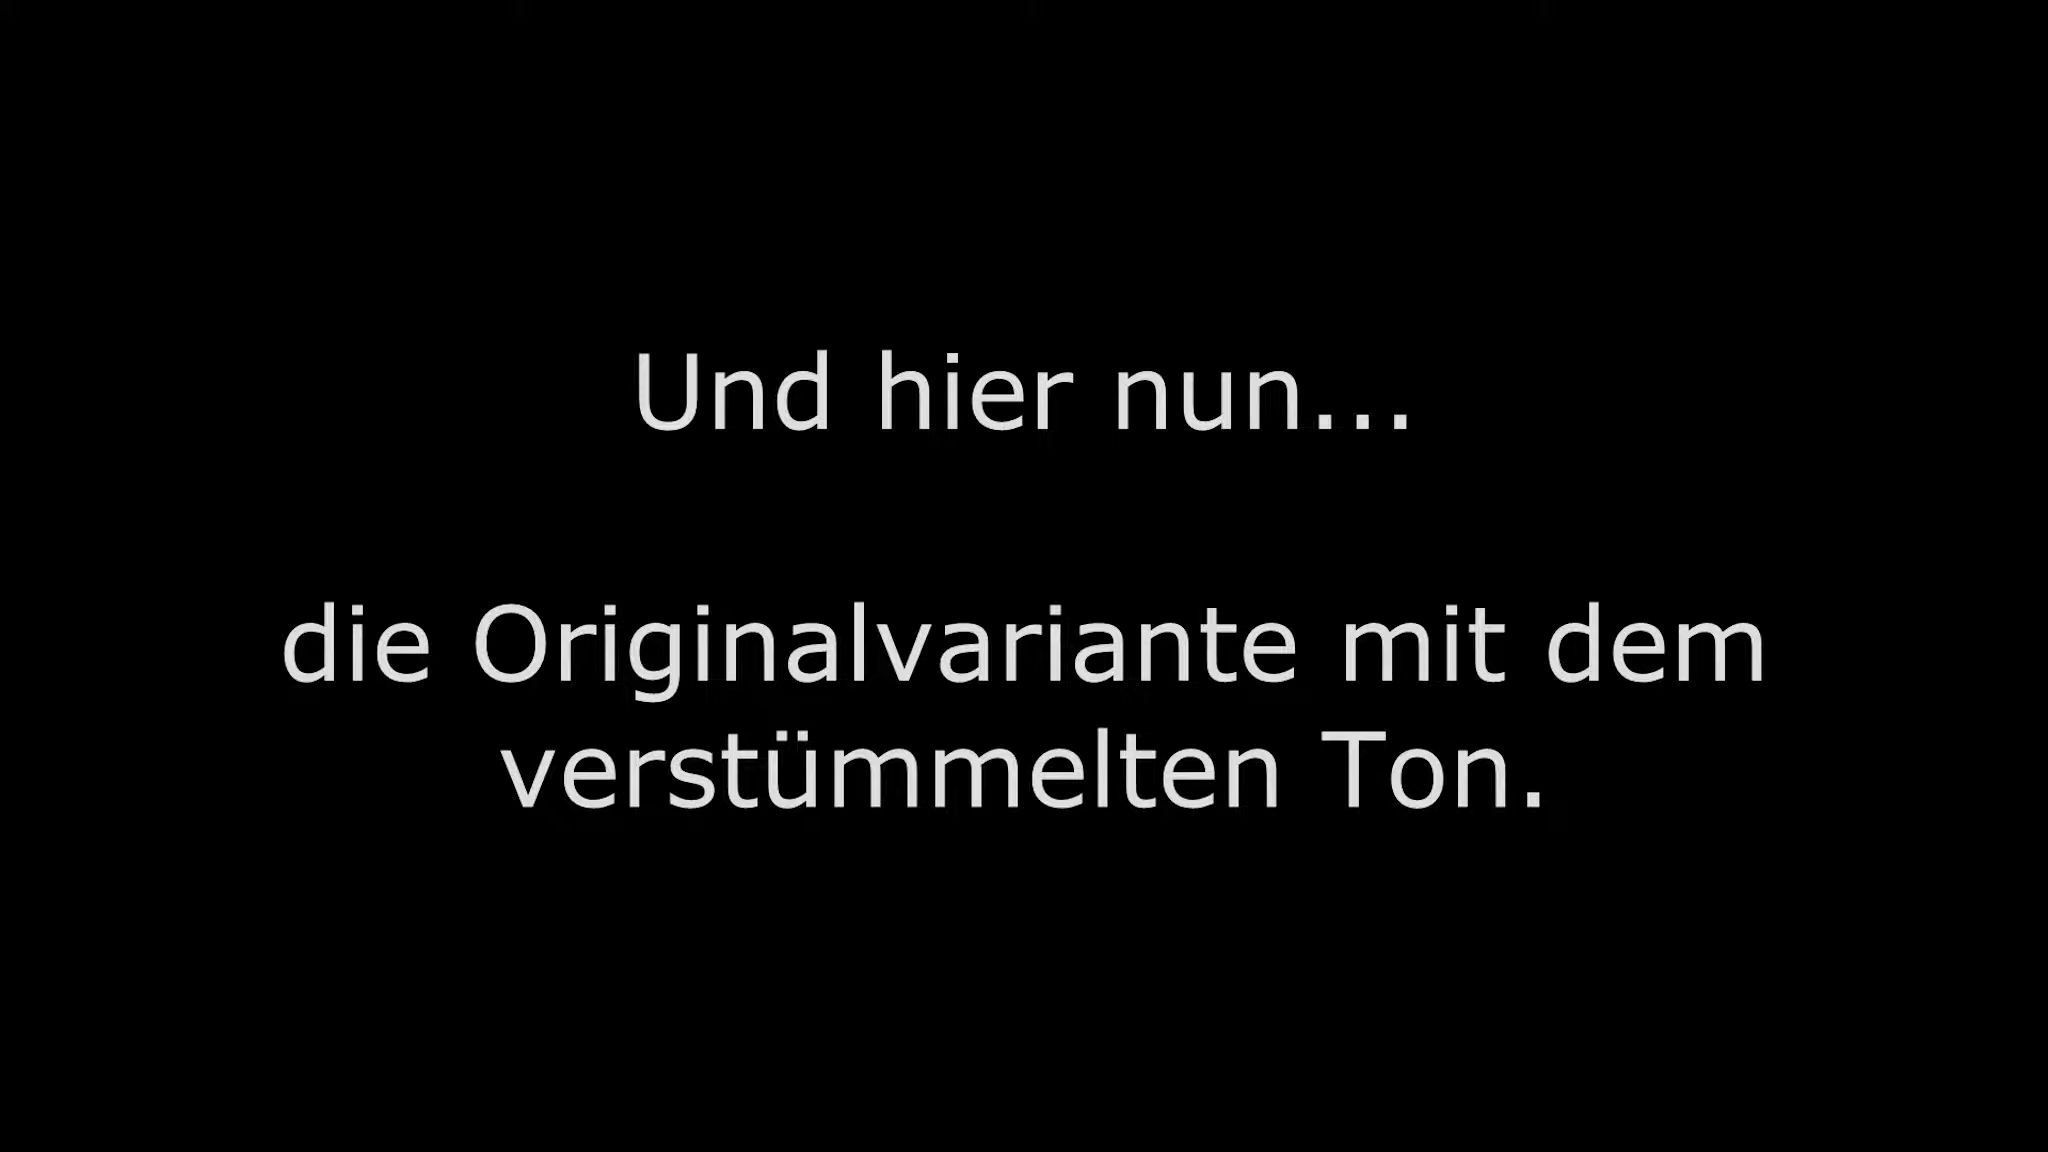 Und hier nun...
die Originalvariante mit dem
verstümmelten Ton.